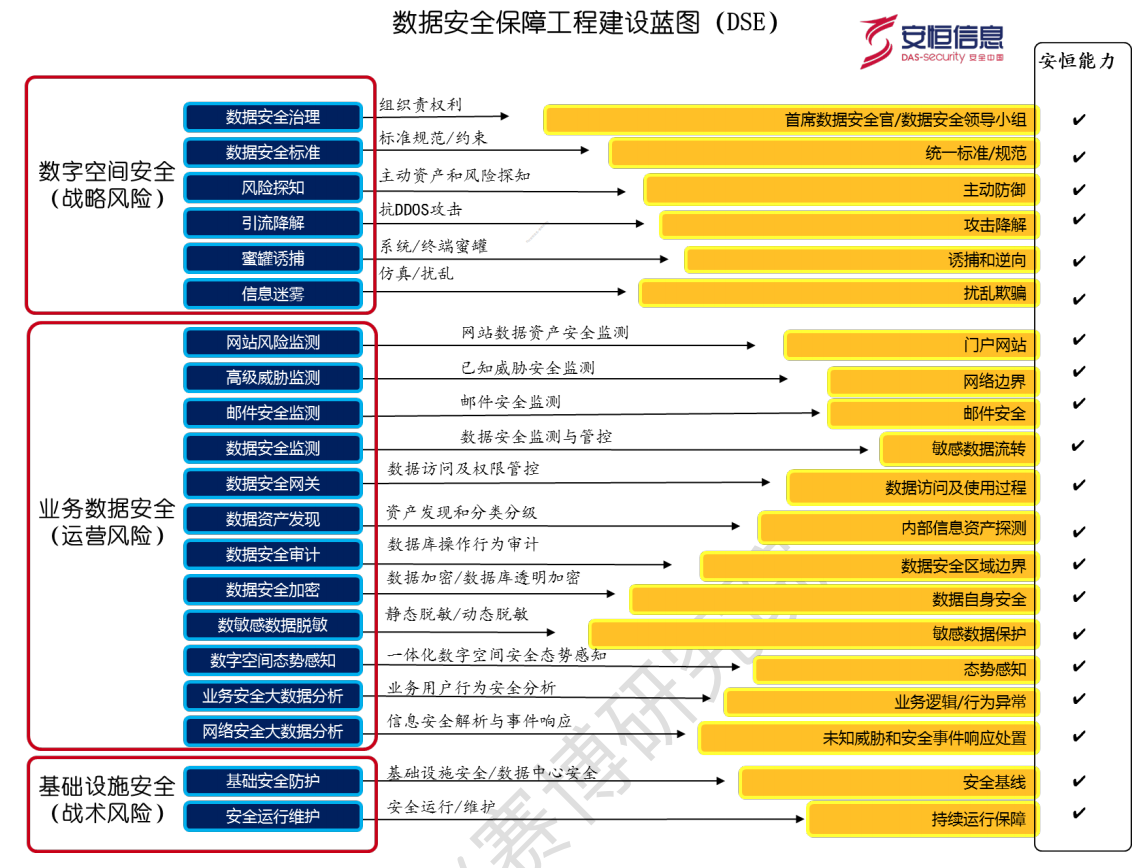 数据安全保障工程建设蓝图（DSE）
安恒信息
DAS-Security 安全中国
安恒能力
数字空间安全
（战略风险）
数据安全治理 组织责权利 首席数据安全官/数据安全领导小组 ✔
数据安全标准 标准规范/约束 统一标准/规范 ✔
风险探知 主动资产和风险探知 主动防御 ✔
引流降解 抗DDOS攻击 攻击降解 ✔
蜜罐诱捕 系统/终端蜜罐 诱捕和逆向 ✔
信息迷雾 仿真/扰乱 扰乱欺骗 ✔
业务数据安全
（运营风险）
网站风险监测 网站数据资产安全监测 门户网站 ✔
高级威胁监测 已知威胁安全监测 网络边界 ✔
邮件安全监测 邮件安全监测 邮件安全 ✔
数据安全监测 数据安全监测与管控 敏感数据流转 ✔
数据安全网关 数据访问及权限管控 数据访问及使用过程 ✔
数据资产发现 资产发现和分类分级 内部信息资产探测 ✔
数据安全审计 数据库操作行为审计 数据安全区域边界 ✔
数据安全加密 数据加密/数据库透明加密 数据自身安全 ✔
数敏感数据脱敏 静态脱敏/动态脱敏 敏感数据保护 ✔
数字空间态势感知 一体化数字空间安全态势感知 态势感知 ✔
业务安全大数据分析 业务用户行为安全分析 业务逻辑/行为异常 ✔
网络安全大数据分析 信息安全解析与事件响应 未知威胁和安全事件响应处置 ✔
基础设施安全
（战术风险）
基础安全防护 基础设施安全/数据中心安全 安全基线 ✔
安全运行维护 安全运行/维护 持续运行保障 ✔